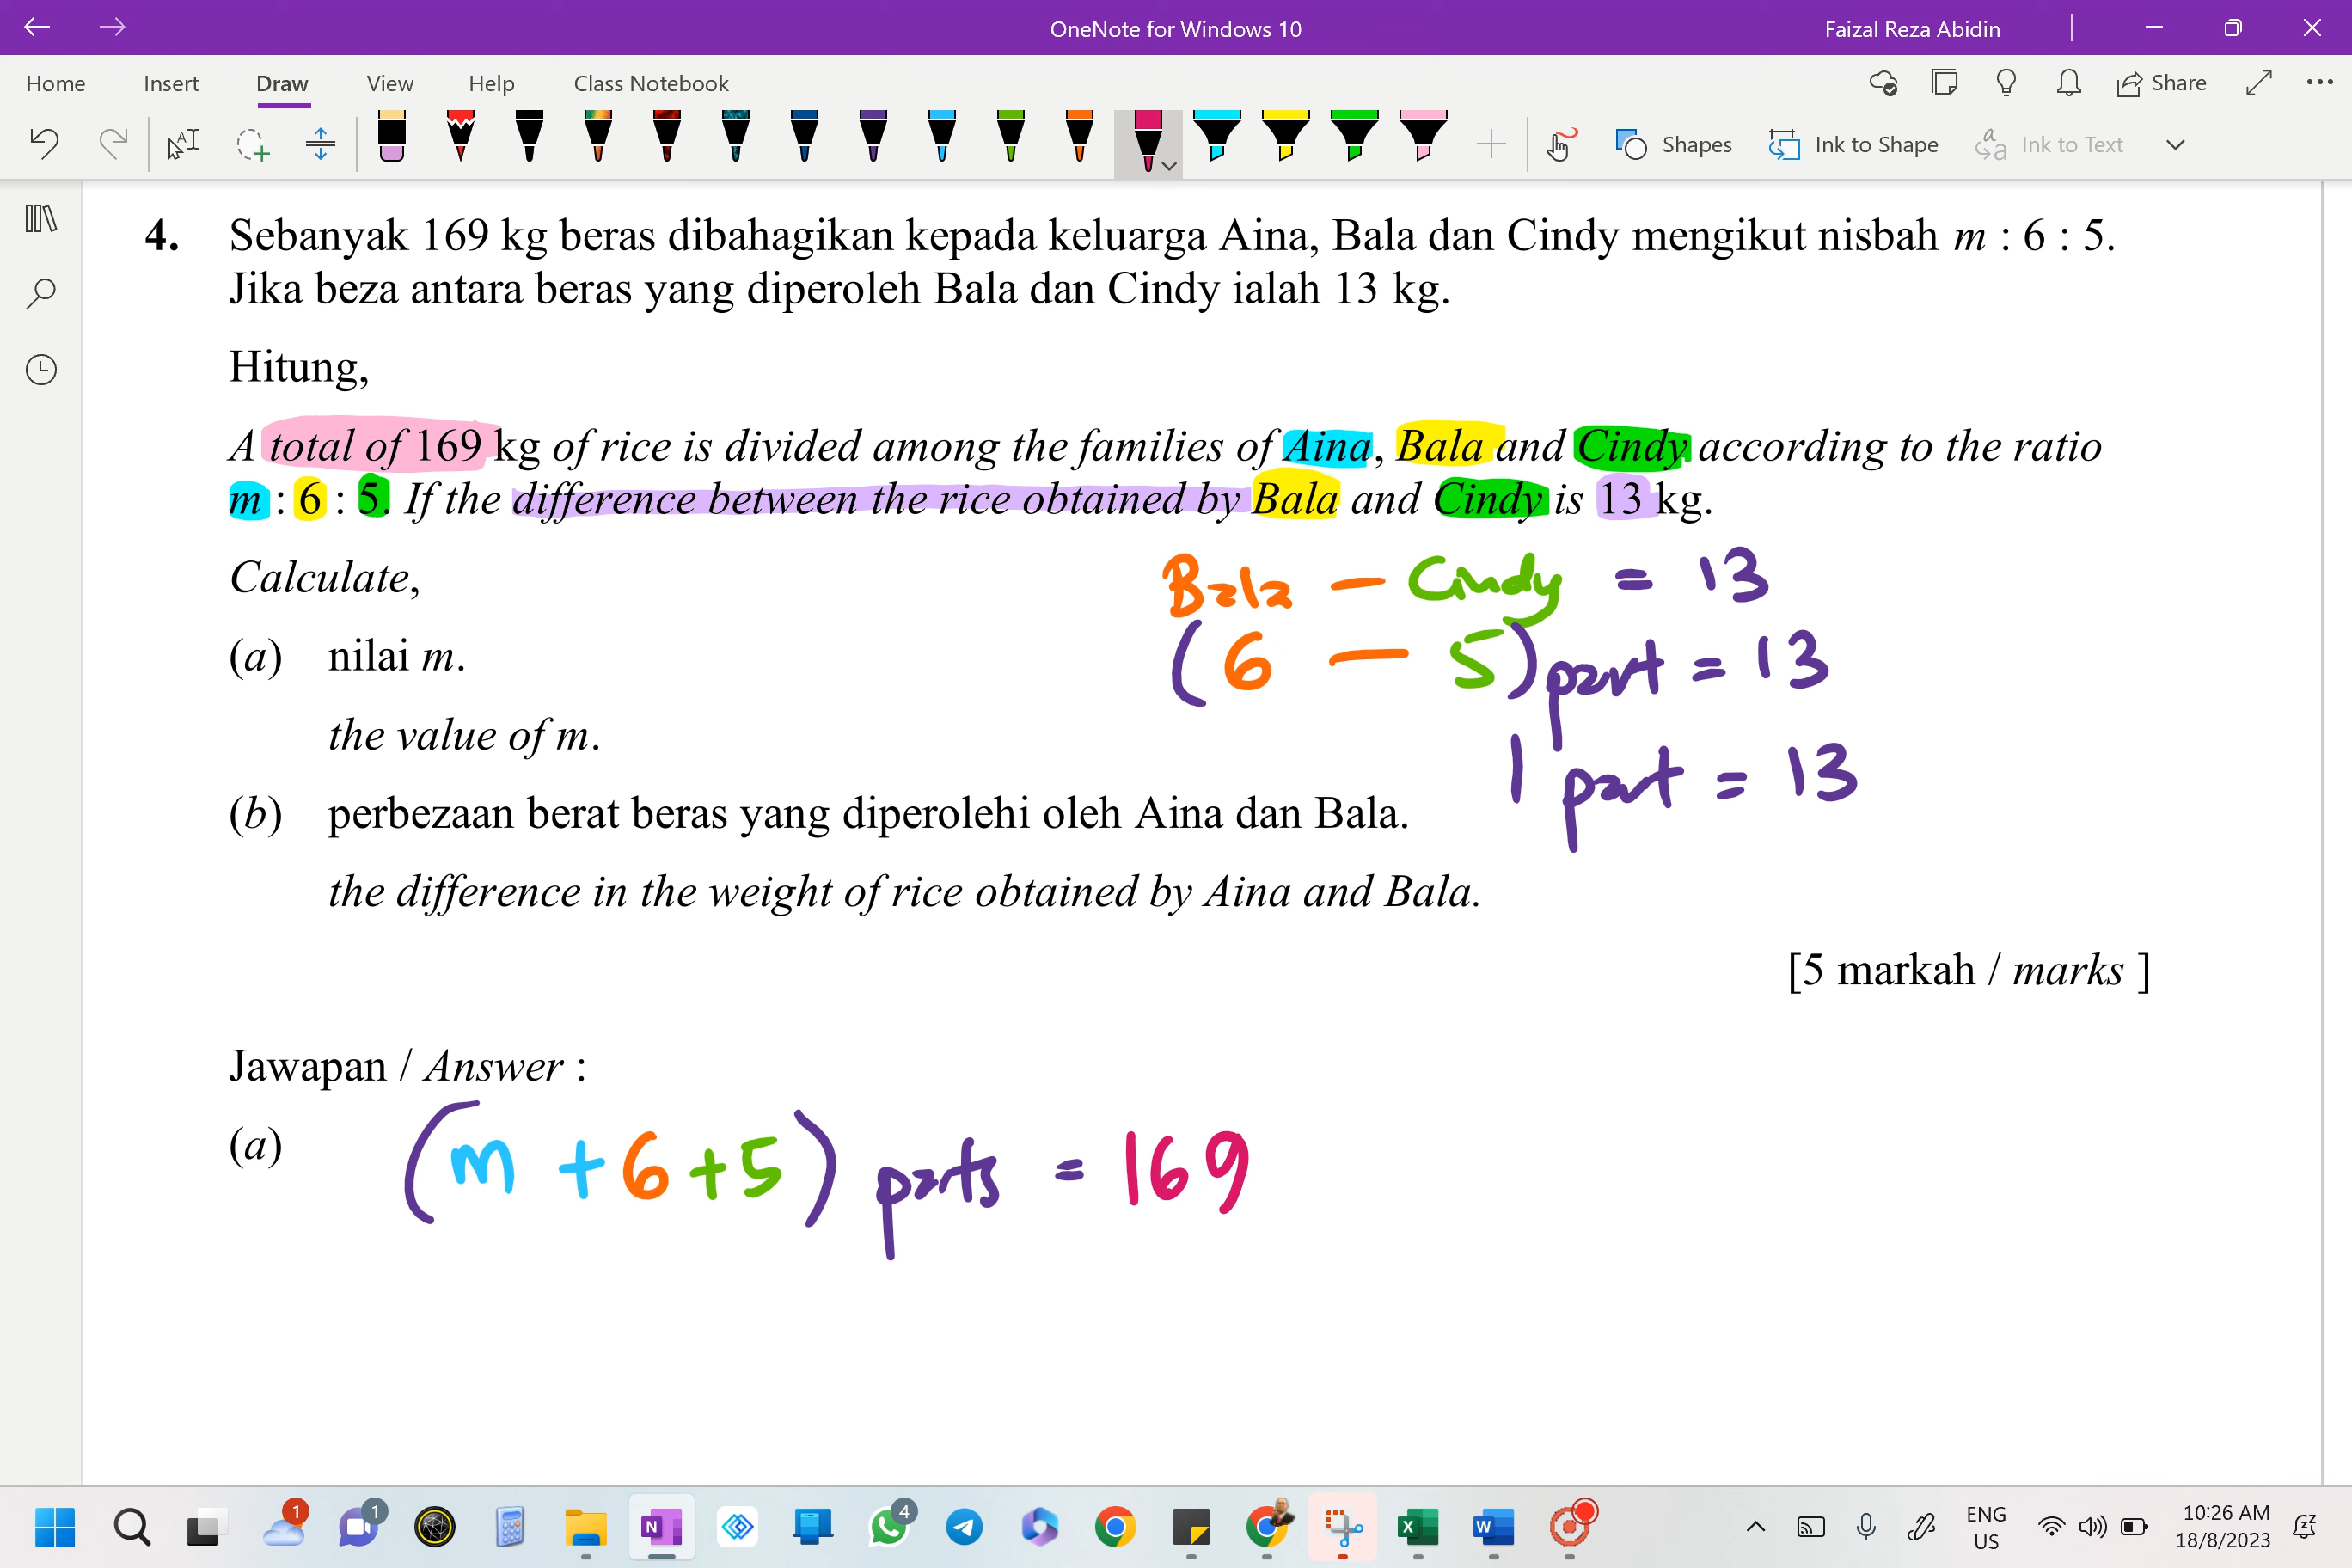 OneNote for Windows 10
Faizal Reza Abidin
Home Insert Draw View Help Class Notebook
Share
Shapes Ink to Shape Ink to Text
4. Sebanyak 169 kg beras dibahagikan kepada keluarga Aina, Bala dan Cindy mengikut nisbah m : 6 : 5.
Jika beza antara beras yang diperoleh Bala dan Cindy ialah 13 kg.
Hitung,
A total of 169 kg of rice is divided among the families of Aina, Bala and Cindy according to the ratio
m : 6 : 5. If the difference between the rice obtained by Bala and Cindy is 13 kg.
Calculate,
Bala - Cindy = 13
(a) nilai m.
(6 - 5) part = 13
the value of m.
1 part = 13
(b) perbezaan berat beras yang diperolehi oleh Aina dan Bala.
the difference in the weight of rice obtained by Aina and Bala.
[5 markah / marks ]
Jawapan / Answer :
(a) (m + 6 + 5) parts = 169
1 1 4
ENG
US
10:26 AM
18/8/2023